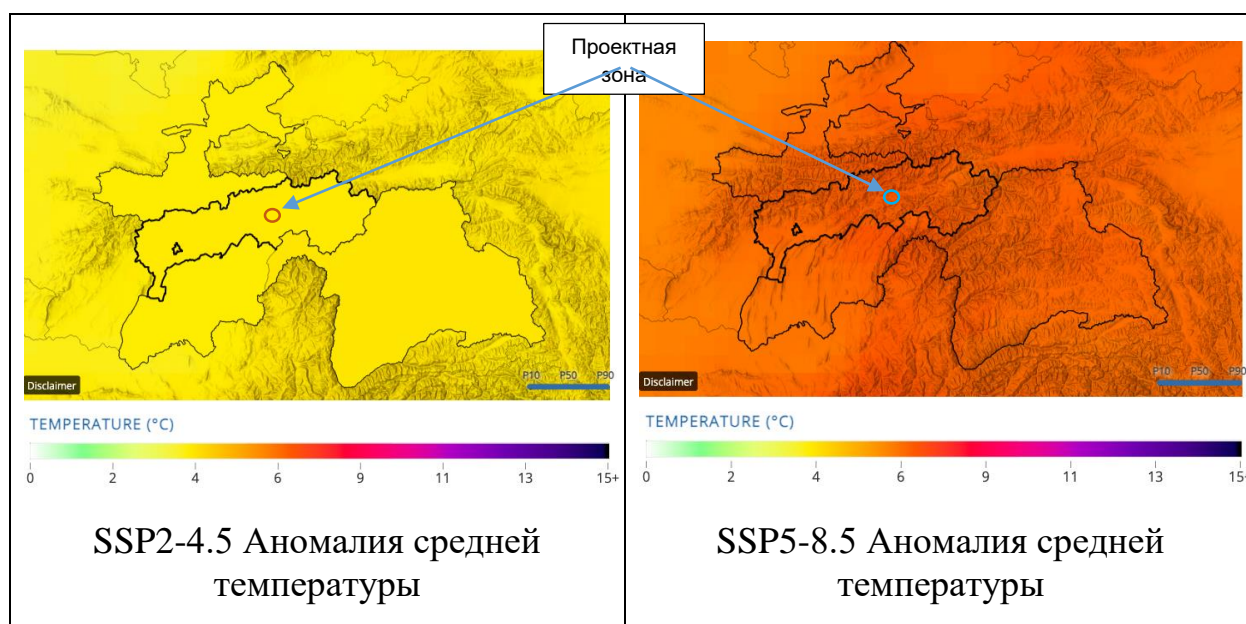 Проектная
зона
P10 P50 P90
Disclaimer
TEMPERATURE (°C)
0 2 4 6 9 11 13 15+
SSP2-4.5 Аномалия средней
температуры
P10 P50 P90
Disclaimer
TEMPERATURE (°C)
0 2 4 6 9 11 13 15+
SSP5-8.5 Аномалия средней
температуры